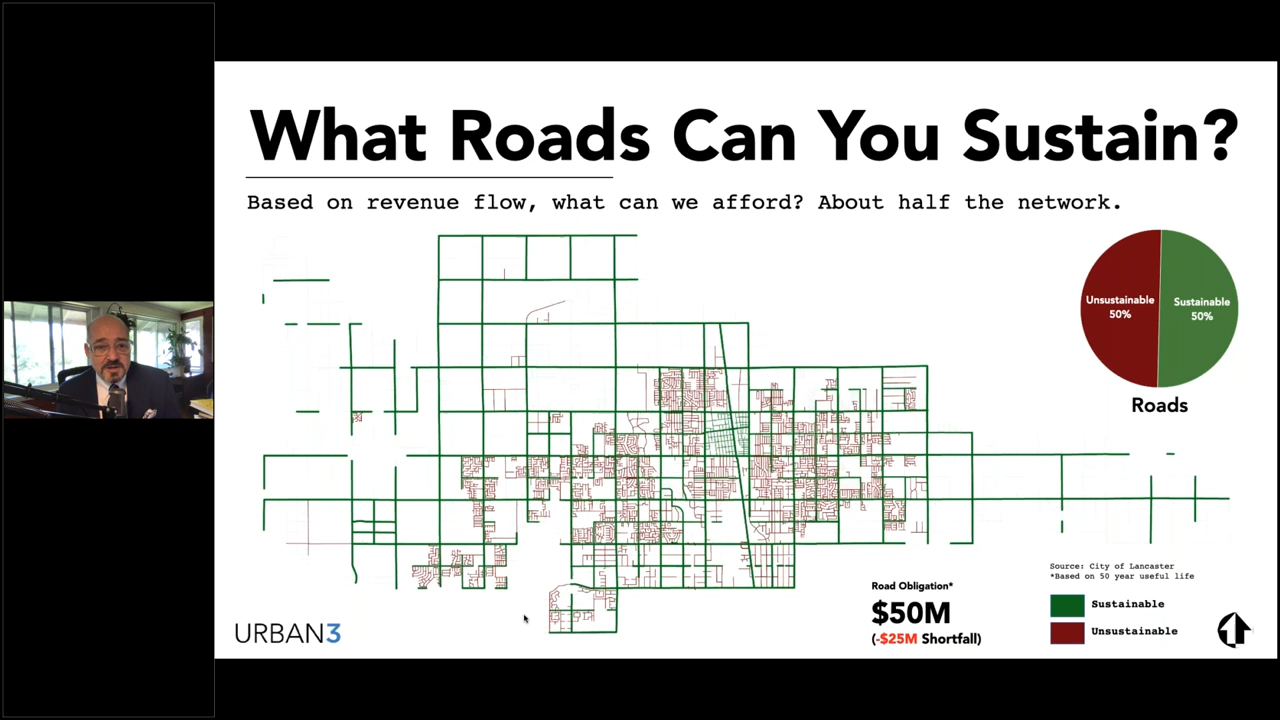 What Roads Can You Sustain?
Based on revenue flow, what can we afford? About half the network.
Unsustainable
50%
Sustainable
50%
Roads
Source: City of Lancaster
*Based on 50 year useful life
Road Obligation*
$50M
(-$25M Shortfall)
Sustainable
Unsustainable
URBAN3